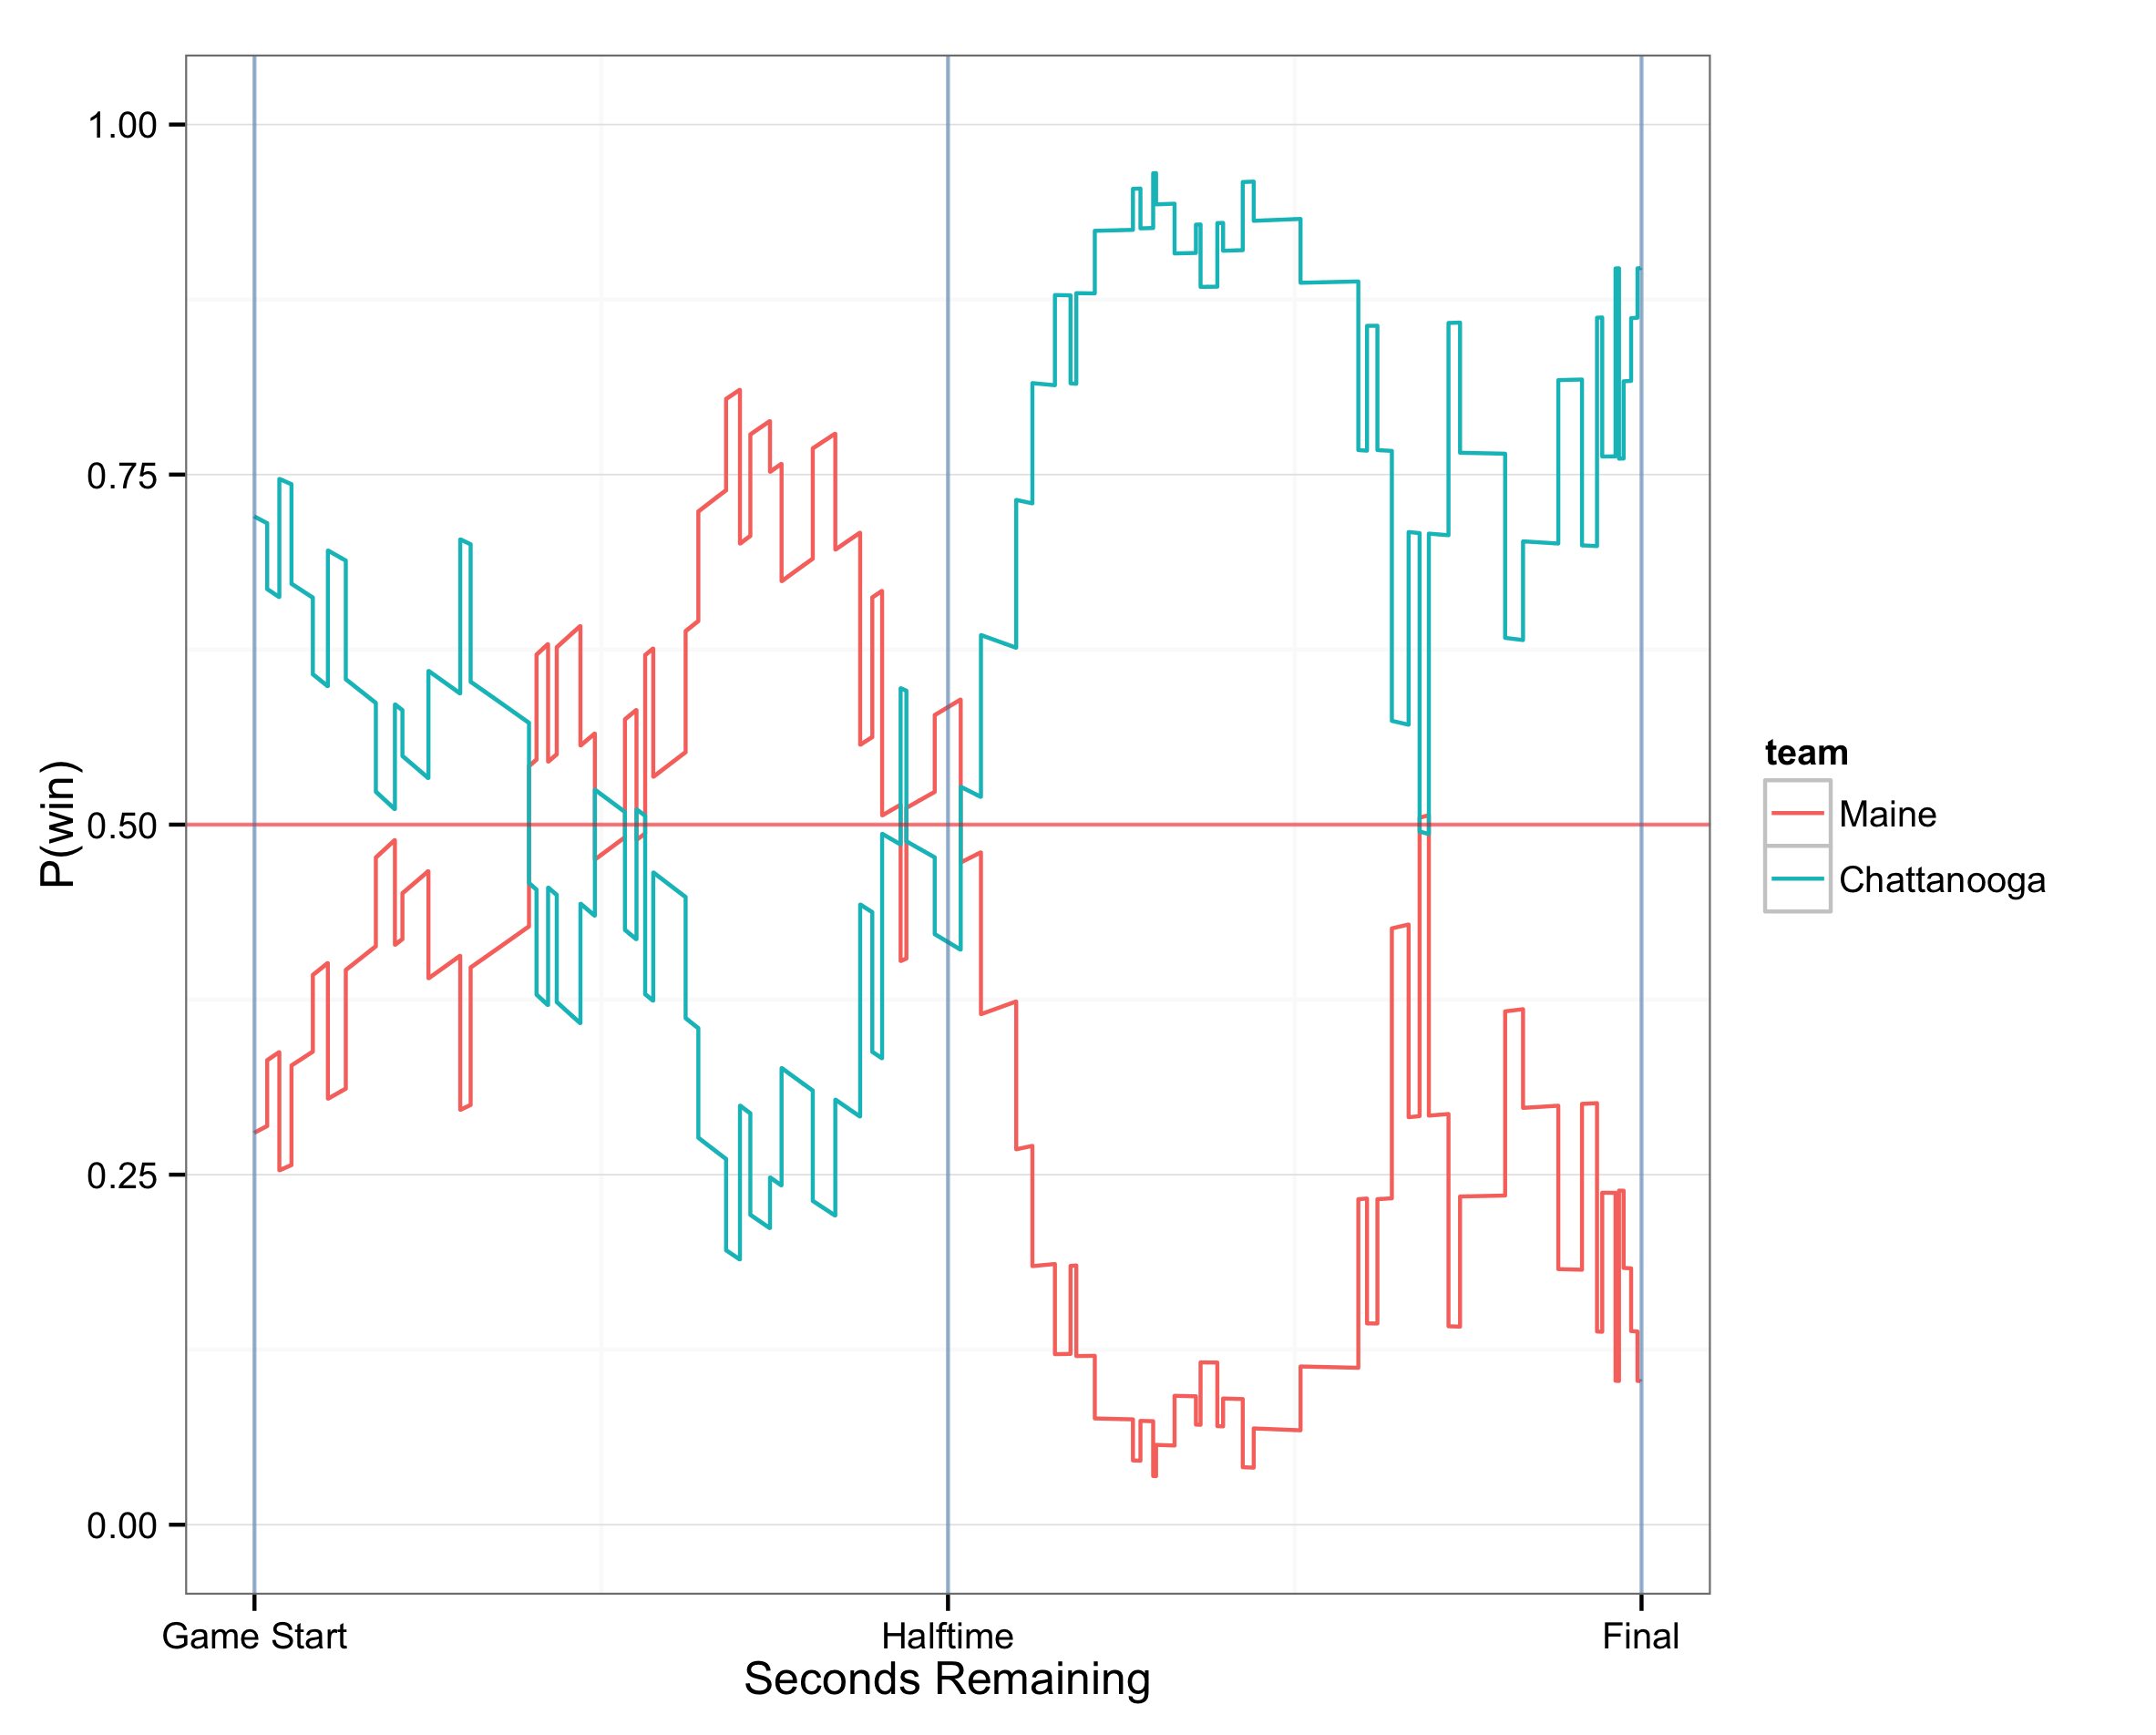 1.00
0.75
0.50
0.25
0.00
P(win)
Game Start
Halftime
Final
Seconds Remaining
team
Maine
Chattanooga